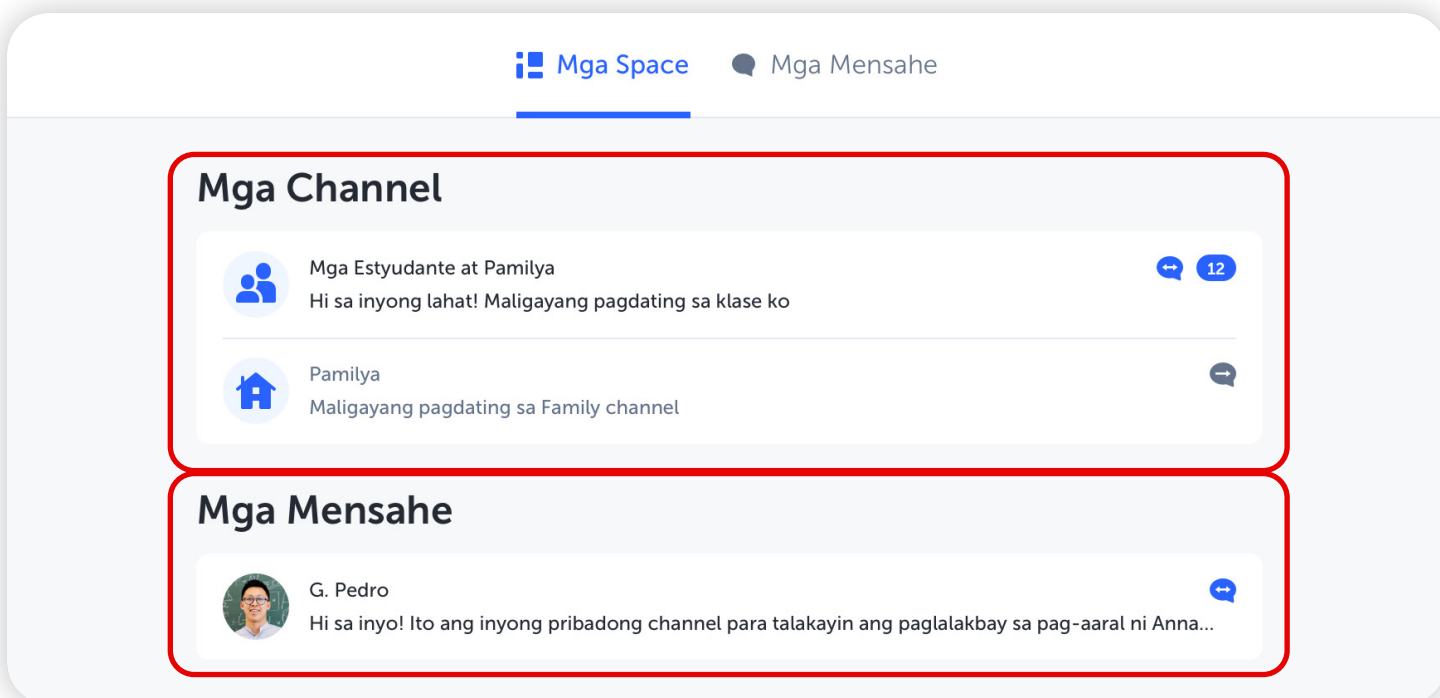 Mga Space
Mga Mensahe
Mga Channel
Mga Estyudante at Pamilya
12
Hi sa inyong lahat! Maligayang pagdating sa klase ko
Pamilya
Maligayang pagdating sa Family channel
Mga Mensahe
G. Pedro
Hi sa inyo! Ito ang inyong pribadong channel para talakayin ang paglalakbay sa pag-aaral ni Anna...